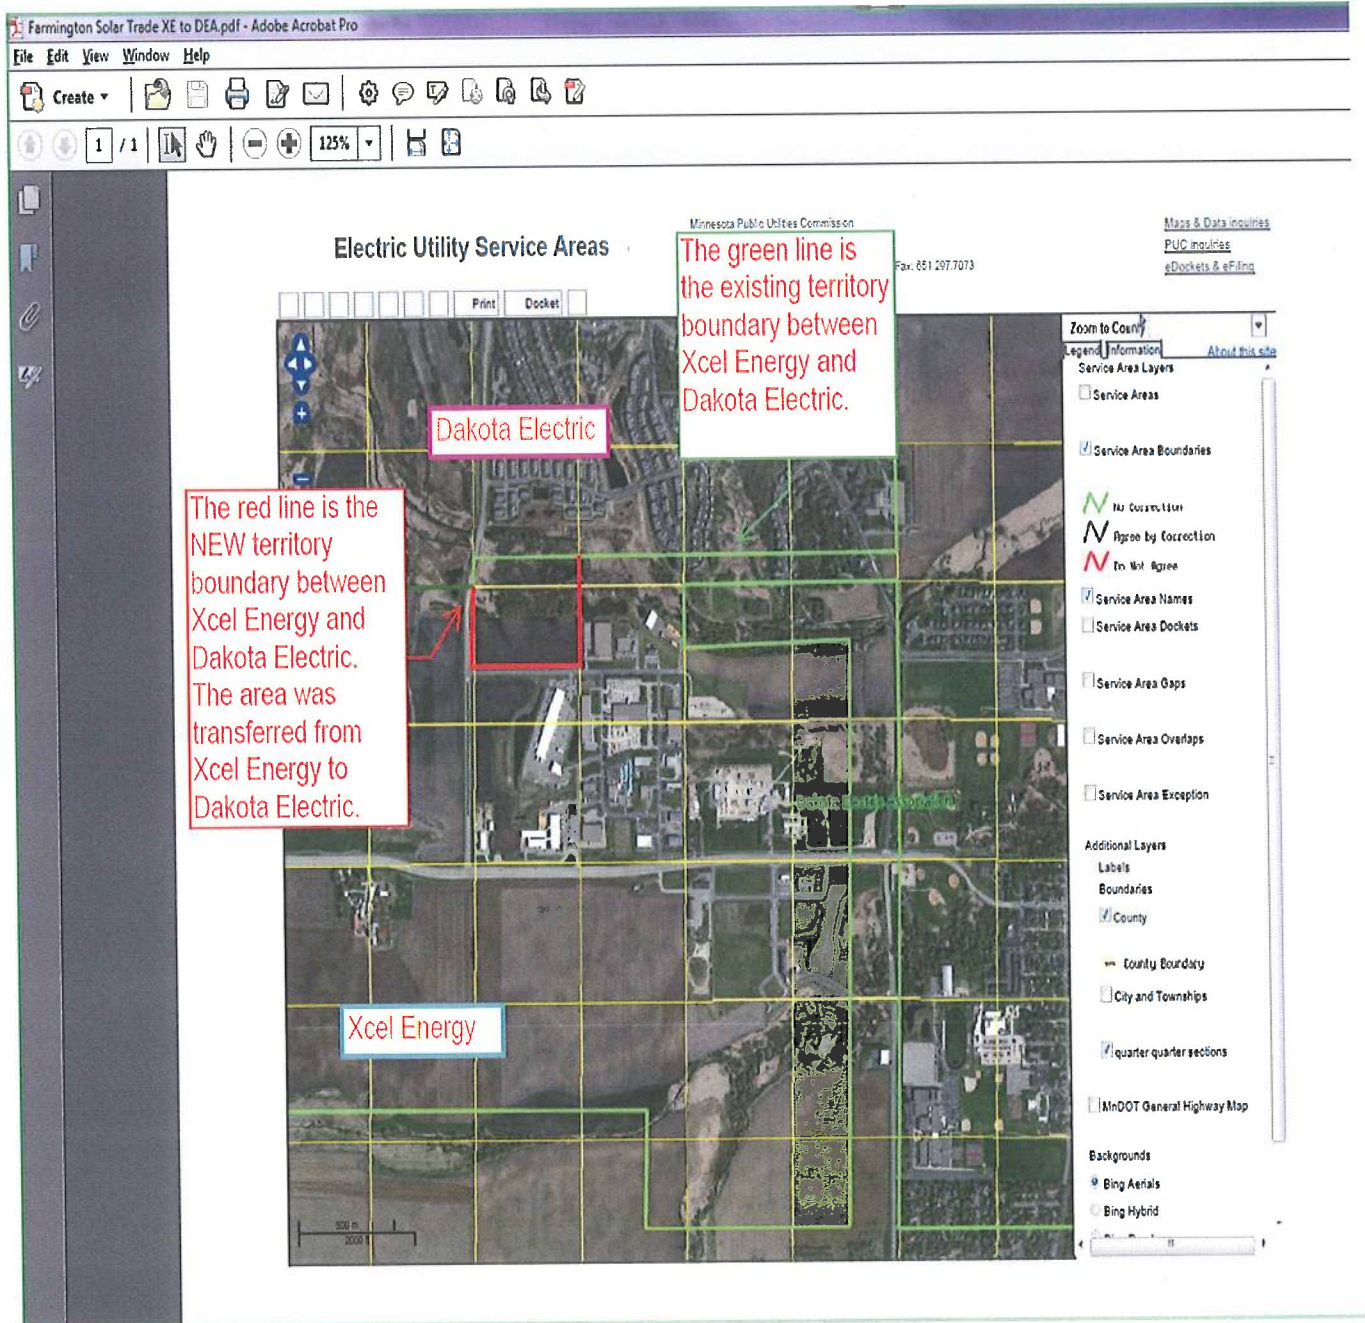 Farmington Solar Trade XE to DEA.pdf - Adobe Acrobat Pro
File Edit View Window Help
Create
1 / 1 125%
Minnesota Public Utilities Commission
Electric Utility Service Areas
Fax: 651.297.7073
Maps & Data inquiries
PUC inquiries
eDockets & eFiling
Print Docket
The green line is
the existing territory
boundary between
Xcel Energy and
Dakota Electric.
Dakota Electric
The red line is the
NEW territory
boundary between
Xcel Energy and
Dakota Electric.
The area was
transferred from
Xcel Energy to
Dakota Electric.
Xcel Energy
500 m
Zoom to County
Legend Information About this site
Service Area Layers
Service Areas
Service Area Boundaries
No Correction
Agree by Correction
Do Not Agree
Service Area Names
Service Area Dockets
Service Area Gaps
Service Area Overlaps
Service Area Exception
Additional Layers
Labels
Boundaries
County
County Boundary
City and Townships
quarter quarter sections
MnDOT General Highway Map
Backgrounds
Bing Aerials
Bing Hybrid